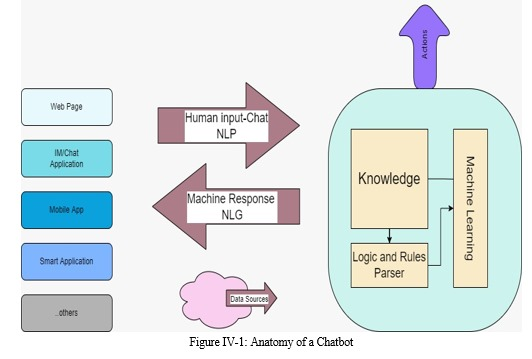 Actions
Web Page
Human input-Chat
NLP
IM/Chat
Application
Knowledge
Machine Learning
Mobile App
Machine Response
NLG
Logic and Rules
Parser
Smart Application
Data Sources
..others
Figure IV-1: Anatomy of a Chatbot